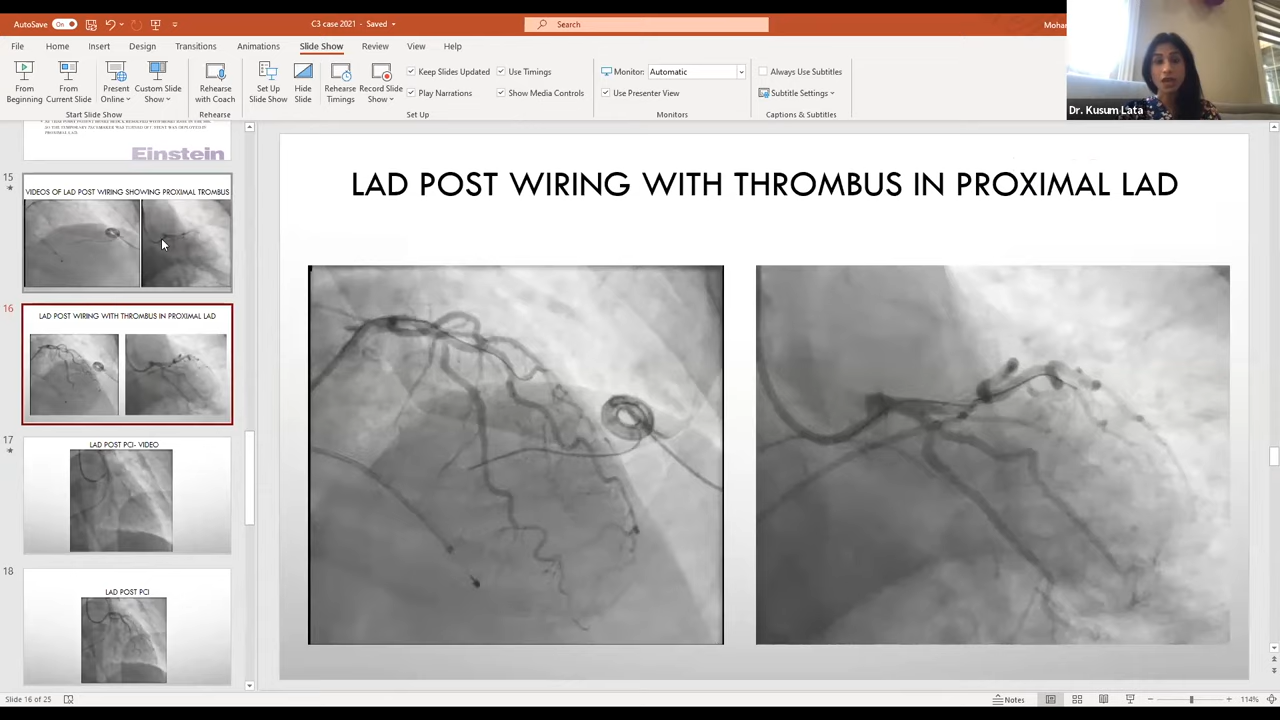 AutoSave
On
C3 case 2021 - Saved
Search
Moham
File Home Insert Design Transitions Animations Slide Show Review View Help
From Beginning
From Current Slide
Present Online
Custom Slide Show
Start Slide Show
Rehearse with Coach
Rehearse
Set Up Slide Show
Hide Slide
Rehearse Timings
Record Slide Show
Keep Slides Updated
Use Timings
Play Narrations
Show Media Controls
Set Up
Monitor: Automatic
Use Presenter View
Monitors
Always Use Subtitles
Subtitle Settings
Captions & Subtitles
Dr. Kusum Lata
PROXIMAL LAD.
Einstein
15
VIDEOS OF LAD POST WIRING SHOWING PROXIMAL TROMBUS
16
LAD POST WIRING WITH THROMBUS IN PROXIMAL LAD
17
LAD POST PCI- VIDEO
18
LAD POST PCI
LAD POST WIRING WITH THROMBUS IN PROXIMAL LAD
Slide 16 of 25
Notes
114%